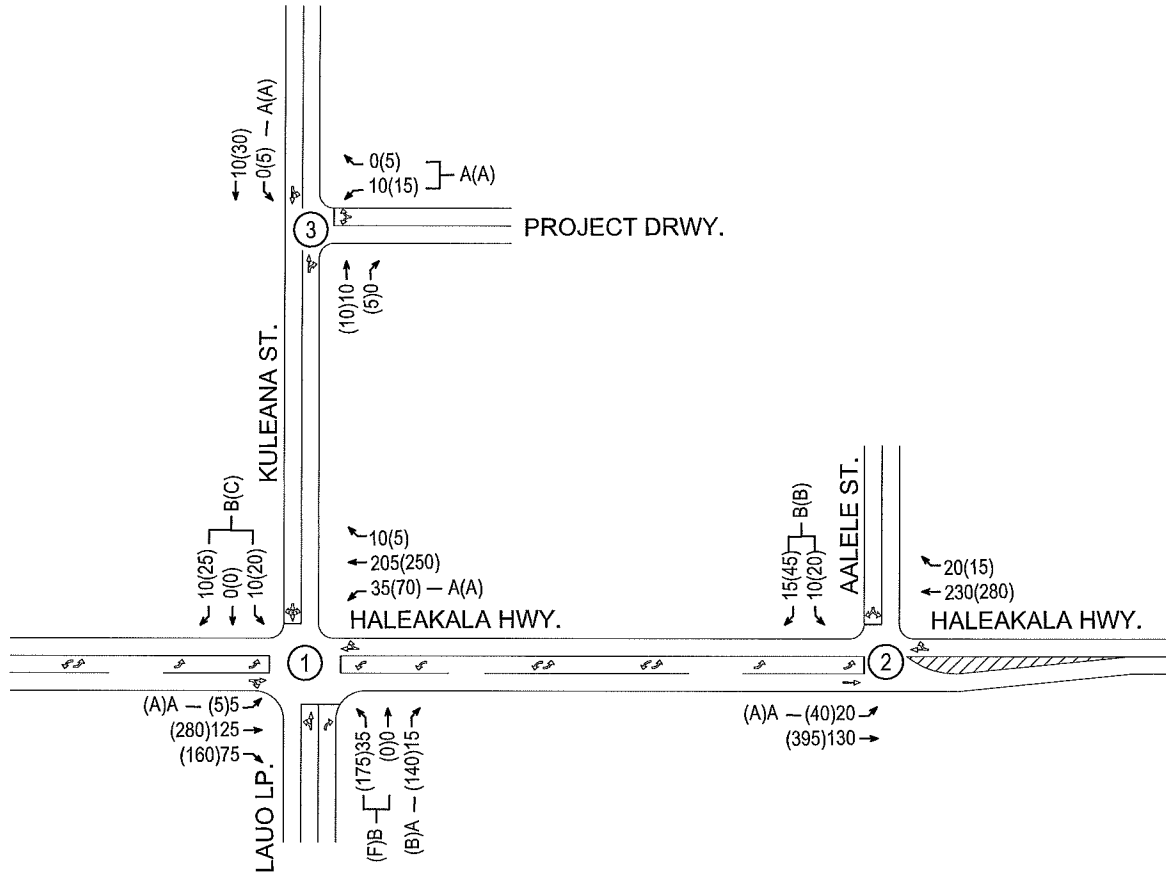 10(30)
0(5) — A(A)
0(5)
10(15)
A(A)
3
PROJECT DRWY.
(10)10
(5)0
KULEANA ST.
B(C)
10(25)
0(0)
10(20)
10(5)
205(250)
35(70) — A(A)
HALEAKALA HWY.
B(B)
15(45)
10(20)
AALELE ST.
20(15)
230(280)
HALEAKALA HWY.
1
2
(A)A — (5)5
(280)125
(160)75
(A)A — (40)20
(395)130
LAUO LP.
(F)B
(175)35
(0)0
(B)A — (140)15